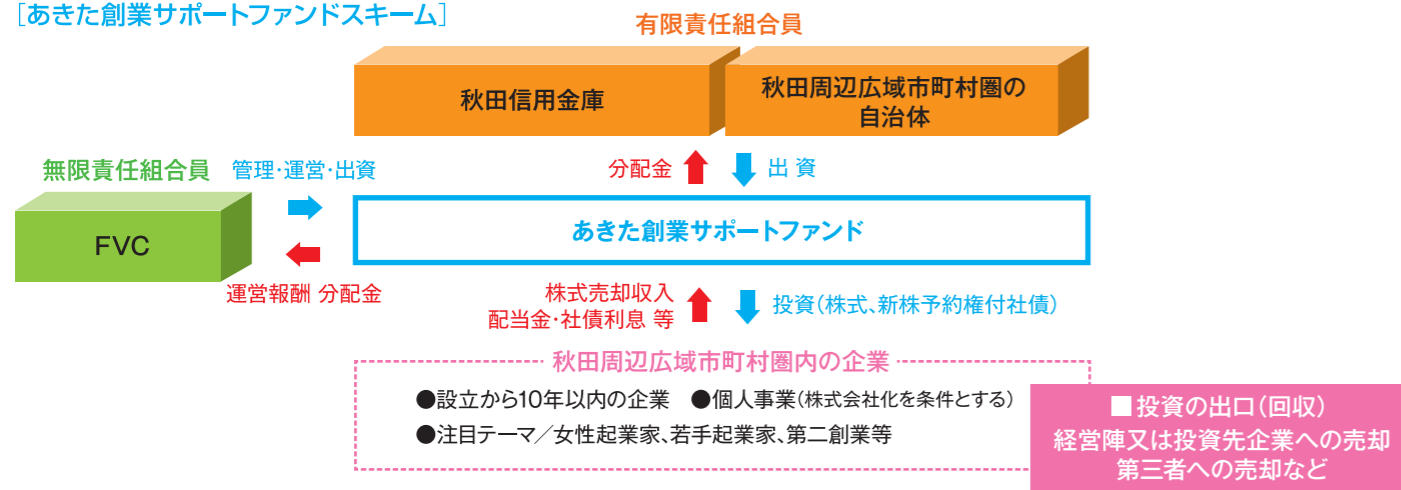 [あきた創業サポートファンドスキーム]
有限責任組合員
秋田信用金庫
秋田周辺広域市町村圏の
自治体
無限責任組合員
管理・運営・出資
分配金
出 資
FVC
あきた創業サポートファンド
運営報酬 分配金
株式売却収入
配当金・社債利息 等
投資(株式、新株予約権付社債)
秋田周辺広域市町村圏内の企業
●設立から10年以内の企業 ●個人事業(株式会社化を条件とする)
●注目テーマ／女性起業家、若手起業家、第二創業等
■投資の出口(回収)
経営陣又は投資先企業への売却
第三者への売却など